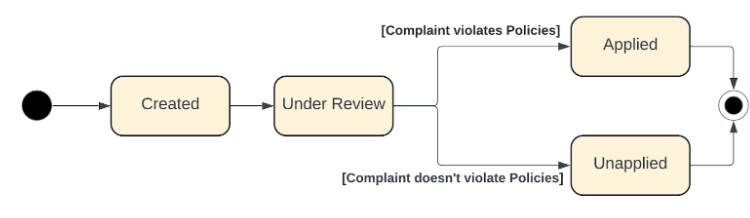 [Complaint violates Policies]
Applied
Created
Under Review
Unapplied
[Complaint doesn't violate Policies]